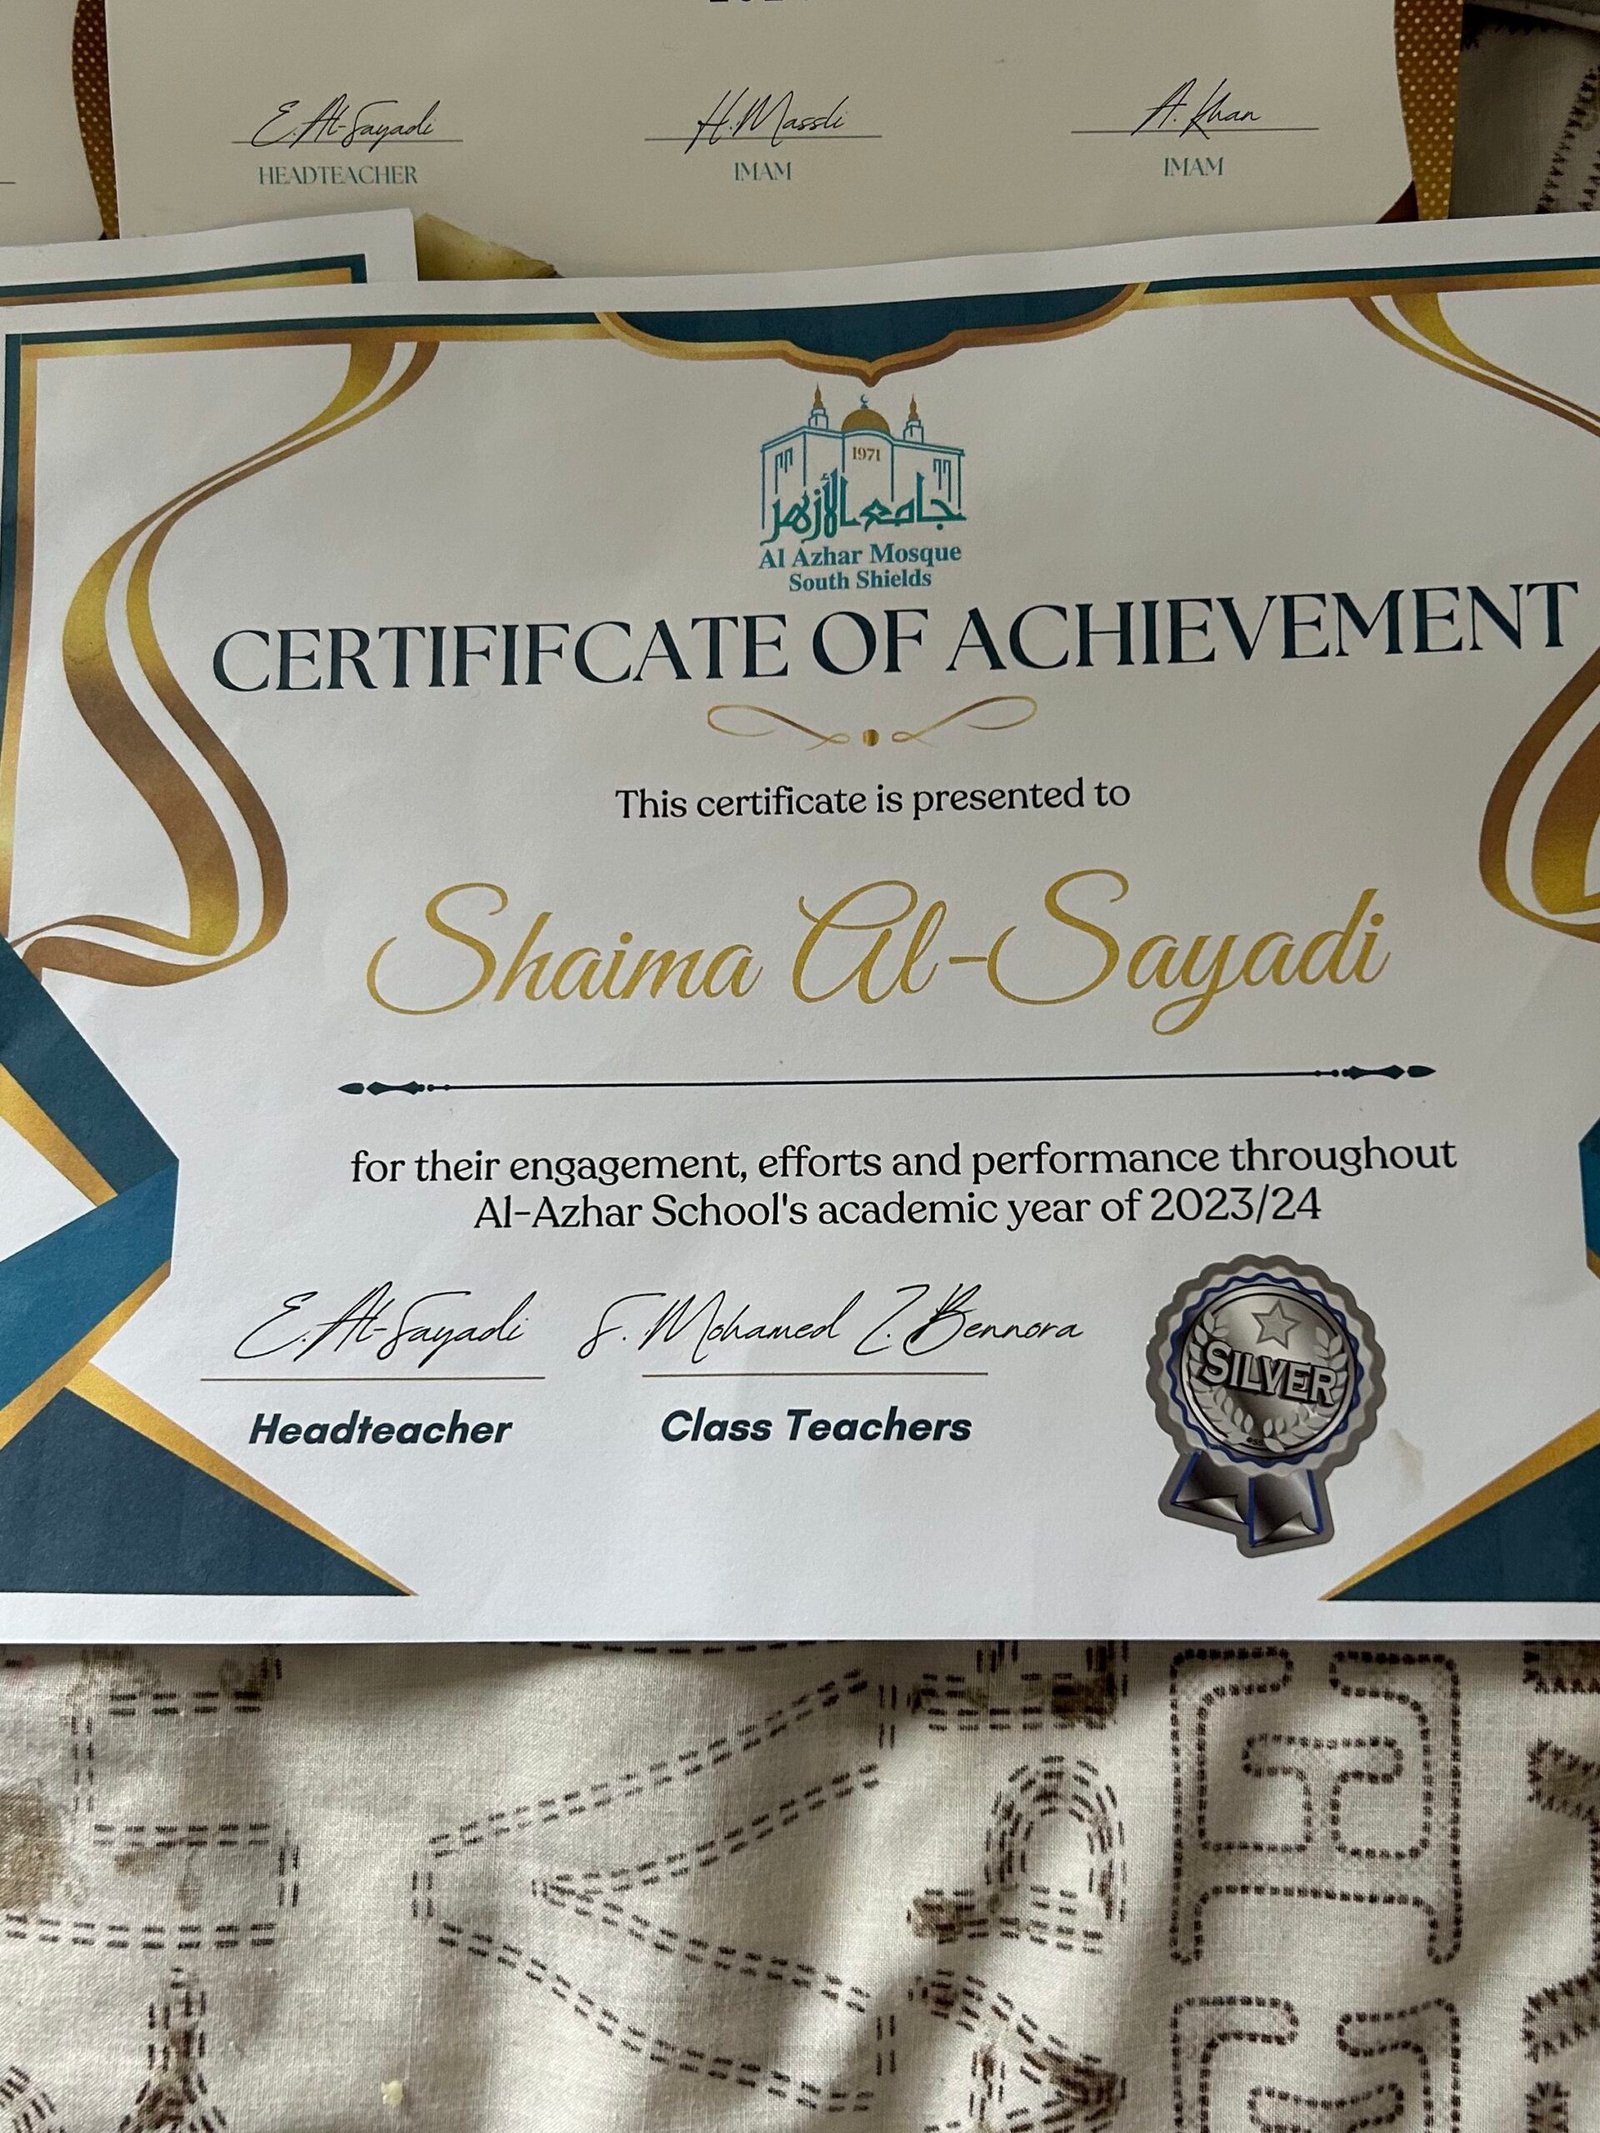 E. Al-Sayadi
HEADTEACHER
H. Massli
IMAM
A. Khan
IMAM
1971
جامع الأزهر
Al Azhar Mosque
South Shields
CERTIFIFCATE OF ACHIEVEMENT
This certificate is presented to
Shaima Al-Sayadi
for their engagement, efforts and performance throughout
Al-Azhar School's academic year of 2023/24
E. Al-Sayadi
Headteacher
S. Mohamed Z. Bennora
Class Teachers
SILVER